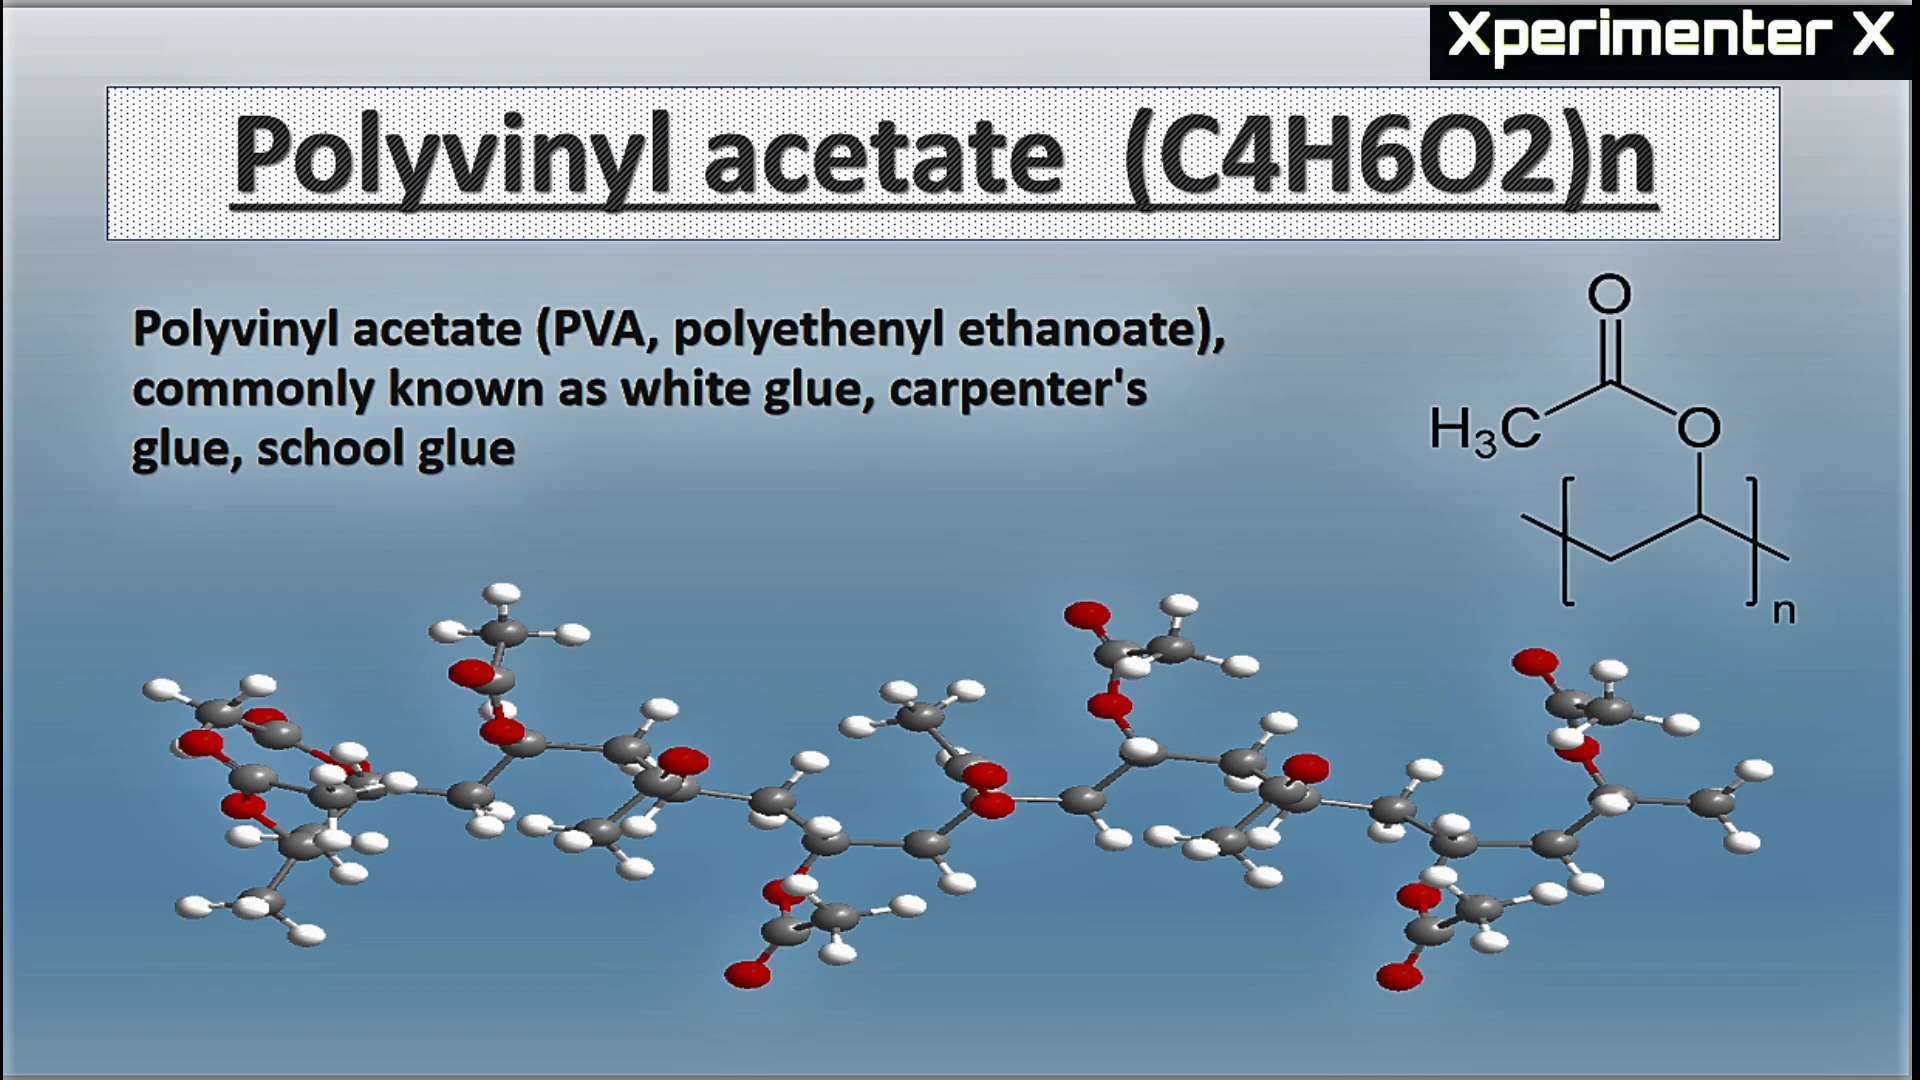 Xperimenter X
Polyvinyl acetate (C4H6O2)n
Polyvinyl acetate (PVA, polyethenyl ethanoate),
commonly known as white glue, carpenter's
glue, school glue
O
H3C
O
n